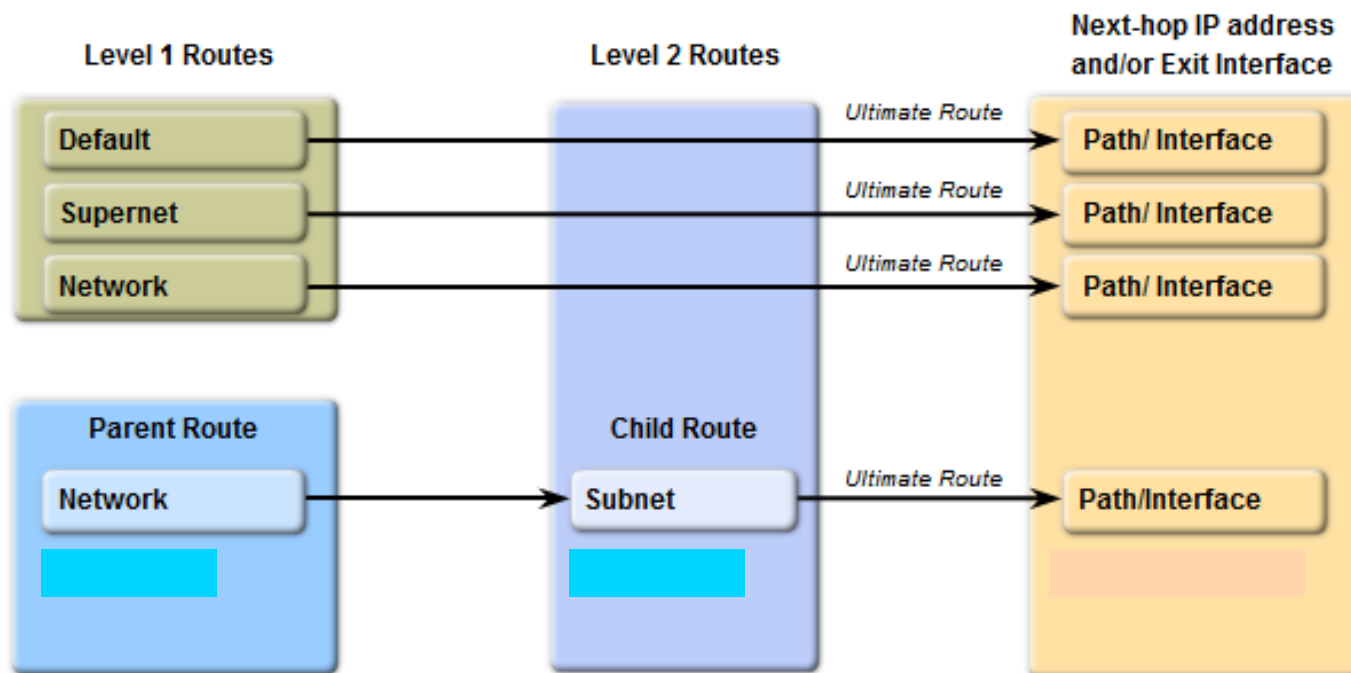 Level 1 Routes
Level 2 Routes
Next-hop IP address
and/or Exit Interface
Default
Ultimate Route
Path/ Interface
Supernet
Ultimate Route
Path/ Interface
Network
Ultimate Route
Path/ Interface
Parent Route
Child Route
Network
Subnet
Ultimate Route
Path/Interface